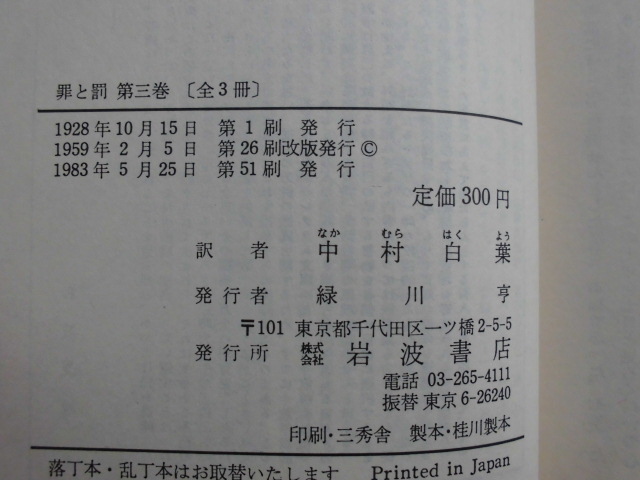 罪と罰 第三巻 〔全3冊〕
1928年10月15日 第1刷発行
1959年2月5日 第26刷改版発行©
1983年5月25日 第51刷発行
定価300円
なか むら はく よう
訳者 中村白葉
発行者 緑川亨
〒101 東京都千代田区一ツ橋2-5-5
発行所 株式会社 岩波書店
電話 03-265-4111
振替 東京6-26240
印刷・三秀舎 製本・桂川製本
落丁本・乱丁本はお取替いたします Printed in Japan